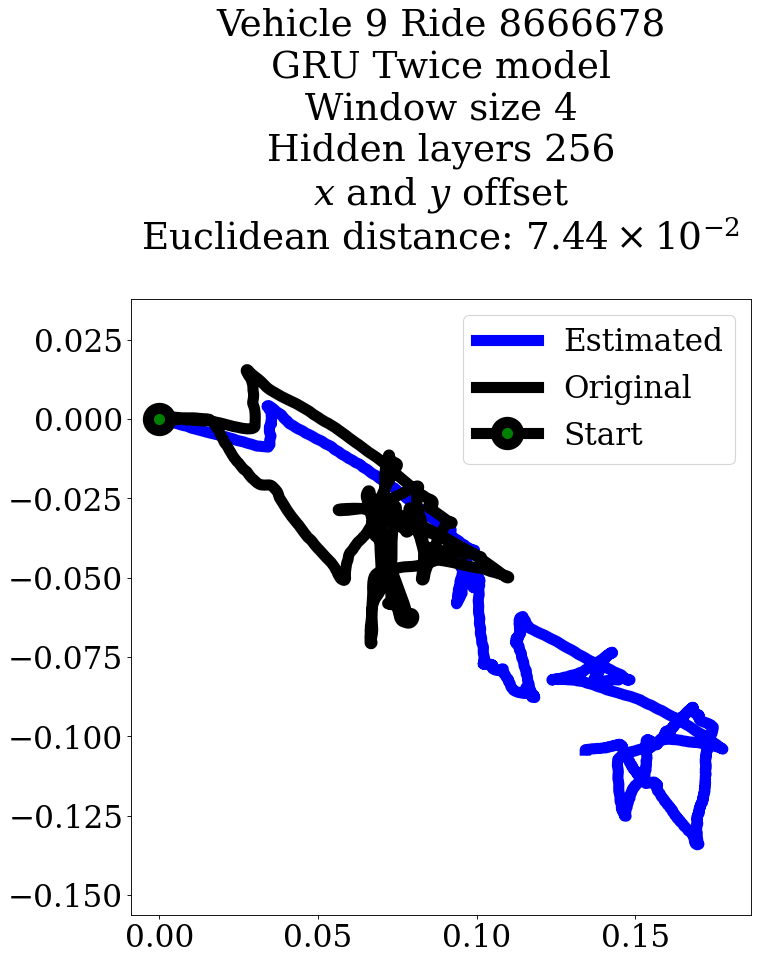 Vehicle 9 Ride 8666678
GRU Twice model
Window size 4
Hidden layers 256
x and y offset
Euclidean distance: 7.44 × 10⁻²
Estimated
Original
Start
0.025
0.000
−0.025
−0.050
−0.075
−0.100
−0.125
−0.150
0.00 0.05 0.10 0.15